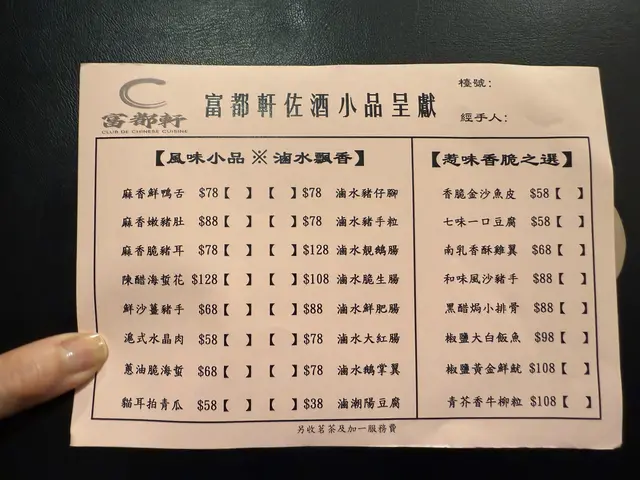 富都軒
CLUB DE CHINESE CUISINE
富都軒佐酒小品呈獻
檯號:
經手人:
【風味小品 ※ 滷水飄香】
麻香鮮鴨舌 $78【 】 【 】$78 滷水豬仔腳
麻香嫩豬肚 $88【 】 【 】$78 滷水豬手粒
麻香脆豬耳 $78【 】 【 】$128 滷水靚鵝腸
陳醋海蜇花 $128【 】 【 】$108 滷水脆生腸
鮮沙薑豬手 $68【 】 【 】$88 滷水鮮肥腸
滬式水晶肉 $58【 】 【 】$78 滷水大紅腸
蔥油脆海蜇 $68【 】 【 】$78 滷水鵝掌翼
貓耳拍青瓜 $58【 】 【 】$38 滷潮陽豆腐
【惹味香脆之選】
香脆金沙魚皮 $58【 】
七味一口豆腐 $58【 】
南乳香酥雞翼 $68【 】
和味風沙豬手 $88【 】
黑醋焗小排骨 $88【 】
椒鹽大白飯魚 $98【 】
椒鹽黃金鮮魷 $108【 】
青芥香牛柳粒 $108【 】
另收茗茶及加一服務費